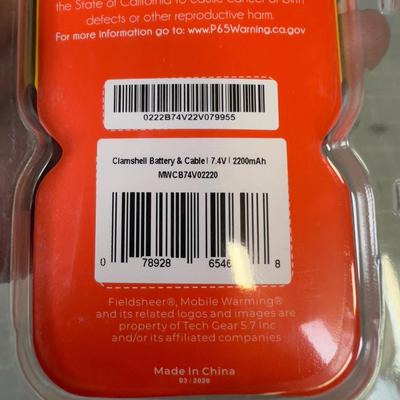 the State of California to cause cancer or birth
defects or other reproductive harm.
For more information go to: www.P65Warning.ca.gov
0222B74V22V079955
Clamshell Battery & Cable | 7.4V | 2200mAh
MWCB74V02220
0 78928 6546 8
Fieldsheer®, Mobile Warming®
and its related logos and images are
property of Tech Gear 5.7 Inc
and/or its affiliated companies
Made In China
03 / 2020